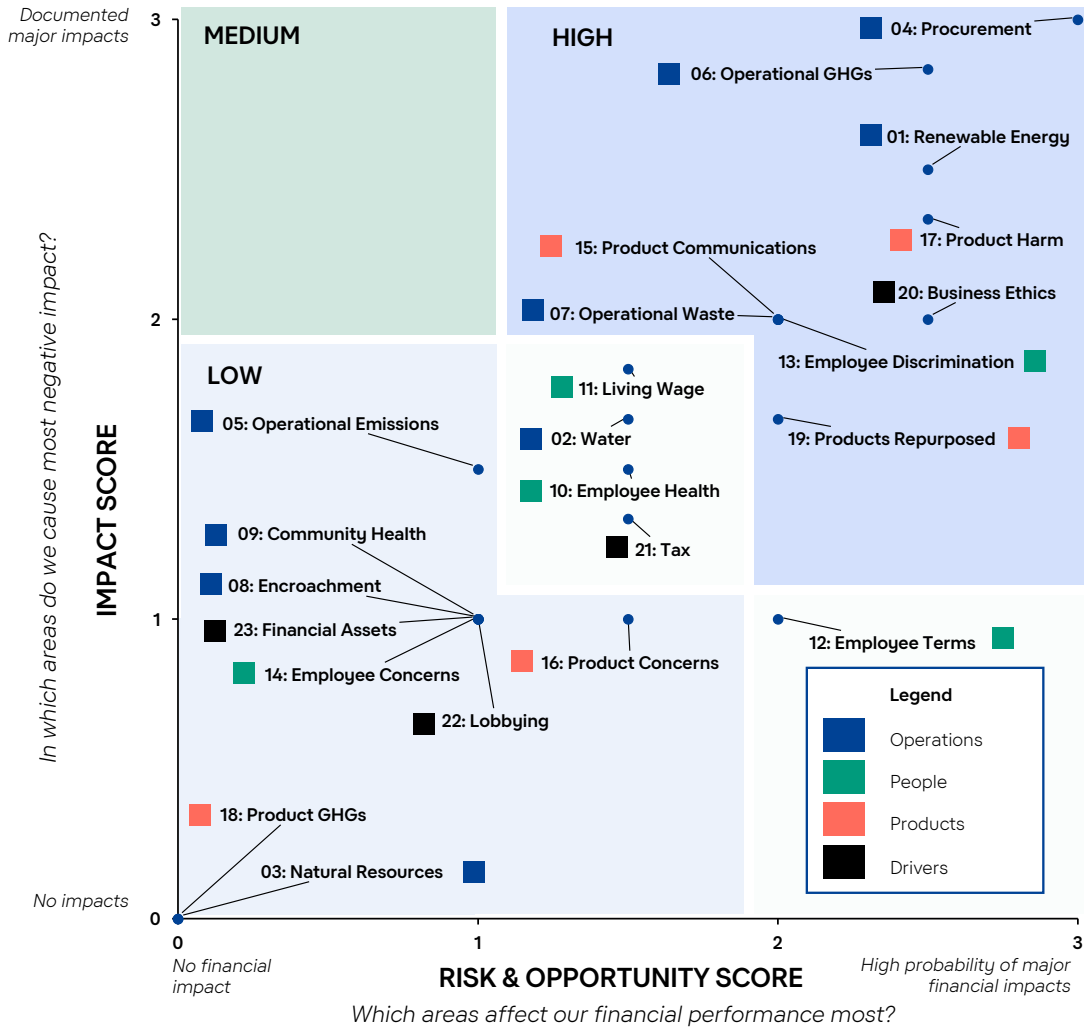 Documented
major impacts
3
MEDIUM
HIGH
04: Procurement
06: Operational GHGs
01: Renewable Energy
15: Product Communications
17: Product Harm
20: Business Ethics
07: Operational Waste
2
13: Employee Discrimination
LOW
11: Living Wage
05: Operational Emissions
02: Water
19: Products Repurposed
10: Employee Health
09: Community Health
21: Tax
08: Encroachment
1
23: Financial Assets
12: Employee Terms
14: Employee Concerns
16: Product Concerns
22: Lobbying
Legend
Operations
People
Products
Drivers
18: Product GHGs
03: Natural Resources
In which areas do we cause most negative impact?
IMPACT SCORE
No impacts
0
0
1
2
3
No financial
impact
RISK & OPPORTUNITY SCORE
High probability of major
financial impacts
Which areas affect our financial performance most?